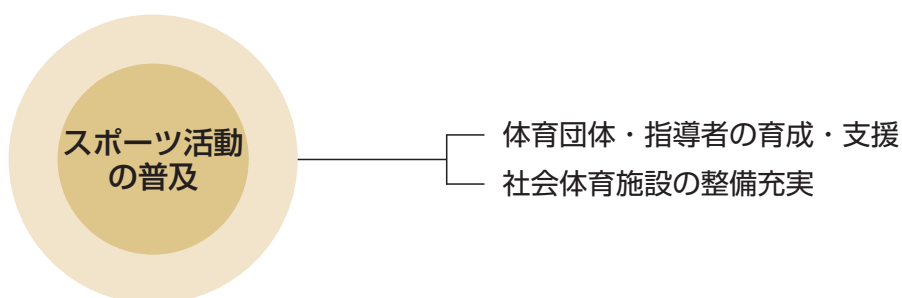 スポーツ活動
の普及
体育団体・指導者の育成・支援
社会体育施設の整備充実